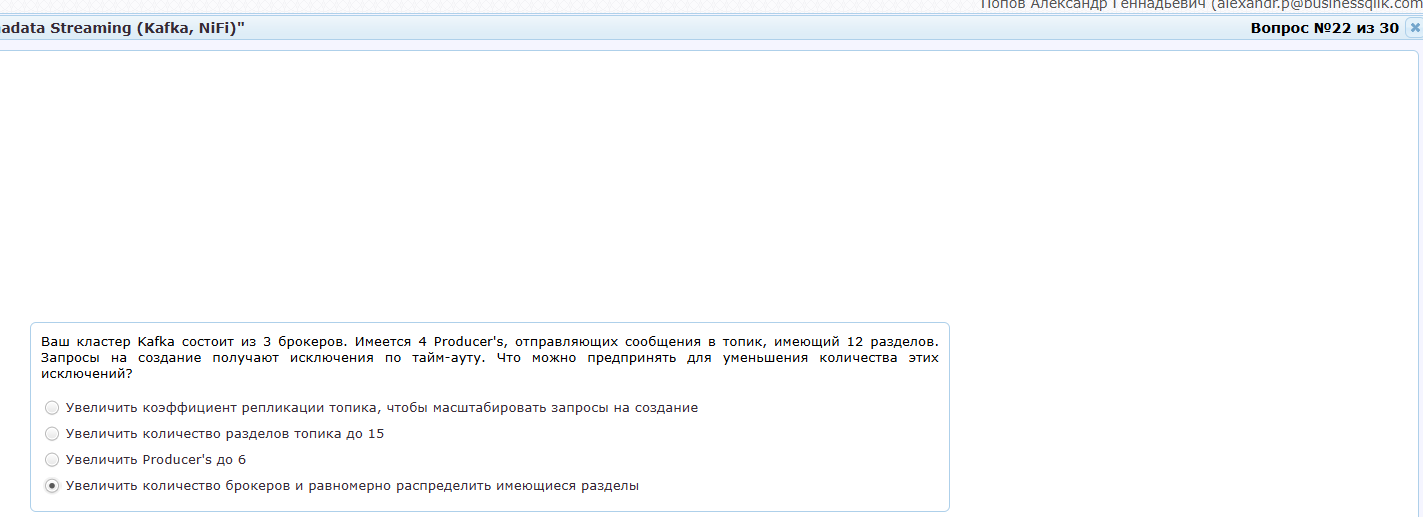 Попов Александр Геннадьевич (alexandr.p@businessqlik.com
adata Streaming (Kafka, NiFi)" Вопрос №22 из 30
Ваш кластер Kafka состоит из 3 брокеров. Имеется 4 Producer's, отправляющих сообщения в топик, имеющий 12 разделов.
Запросы на создание получают исключения по тайм-ауту. Что можно предпринять для уменьшения количества этих
исключений?
Увеличить коэффициент репликации топика, чтобы масштабировать запросы на создание
Увеличить количество разделов топика до 15
Увеличить Producer's до 6
Увеличить количество брокеров и равномерно распределить имеющиеся разделы